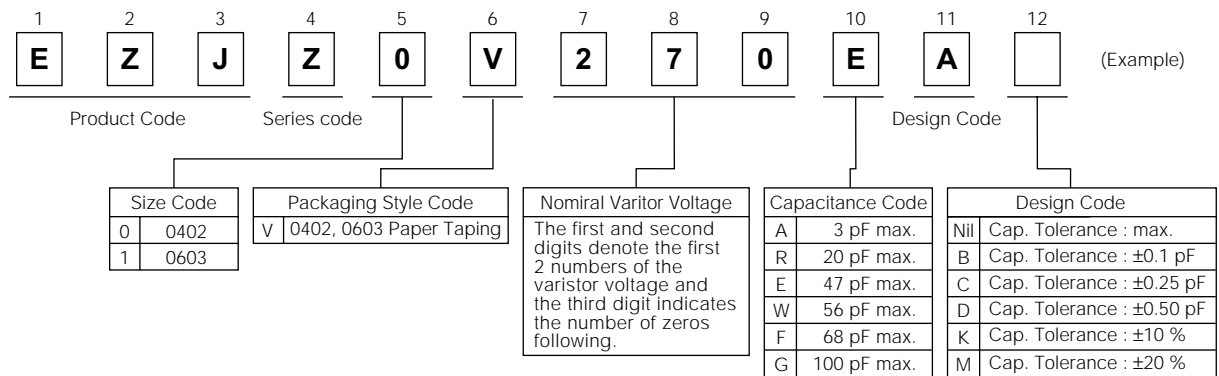 1 2 3 4 5 6 7 8 9 10 11 12
E Z J Z 0 V 2 7 0 E A (Example)
Product Code Series code Design Code
Size Code
0 0402
1 0603
Packaging Style Code
V 0402, 0603 Paper Taping
Nomiral Varitor Voltage
The first and second
digits denote the first
2 numbers of the
varistor voltage and
the third digit indicates
the number of zeros
following.
Capacitance Code
A 3 pF max.
R 20 pF max.
E 47 pF max.
W 56 pF max.
F 68 pF max.
G 100 pF max.
Design Code
Nil Cap. Tolerance : max.
B Cap. Tolerance : ±0.1 pF
C Cap. Tolerance : ±0.25 pF
D Cap. Tolerance : ±0.50 pF
K Cap. Tolerance : ±10 %
M Cap. Tolerance : ±20 %